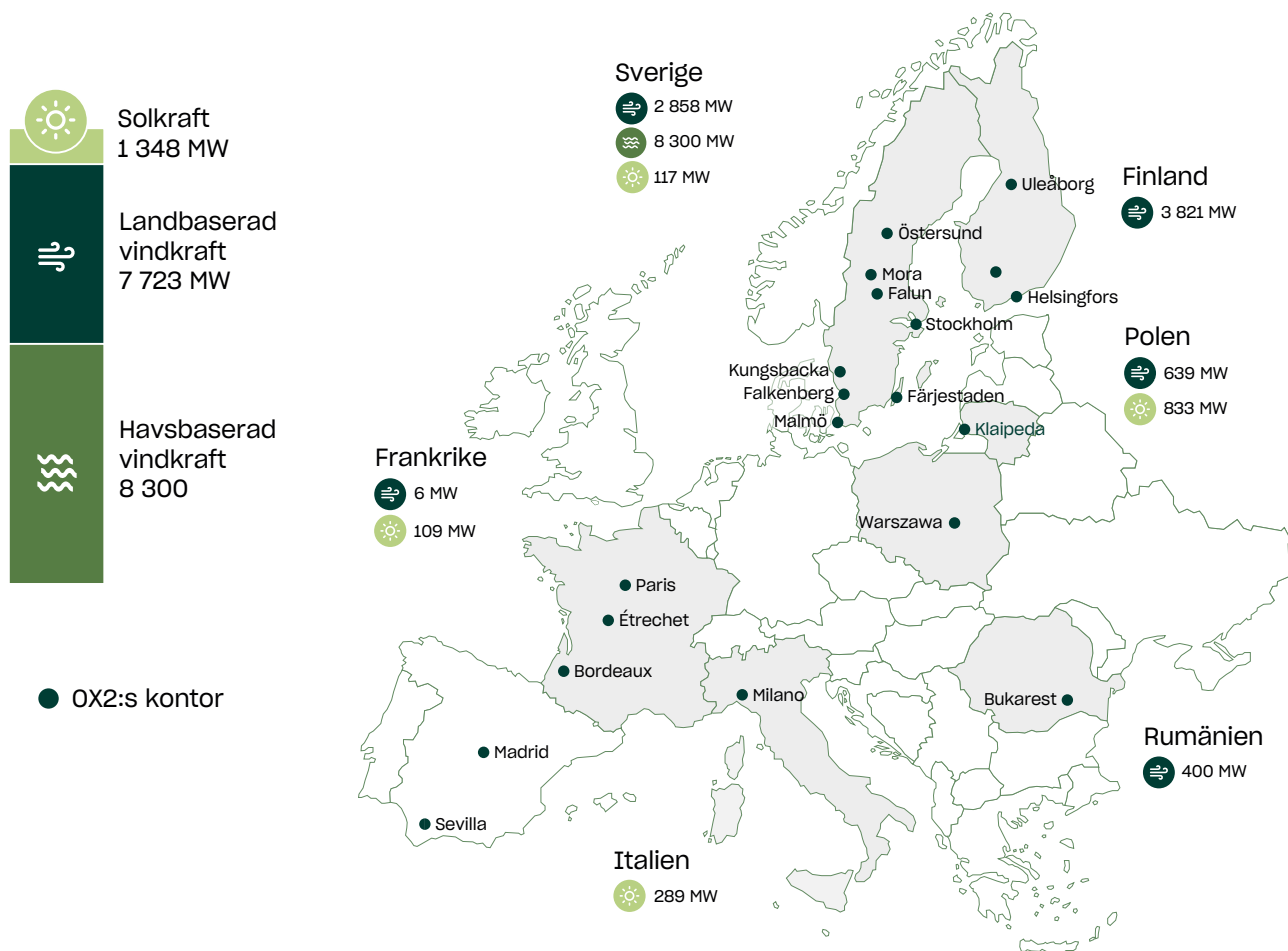 Solkraft
1 348 MW
Landbaserad
vindkraft
7 723 MW
Havsbaserad
vindkraft
8 300
OX2:s kontor
Sverige
2 858 MW
8 300 MW
117 MW
Finland
3 821 MW
Polen
639 MW
833 MW
Frankrike
6 MW
109 MW
Rumänien
400 MW
Italien
289 MW
Uleåborg
Östersund
Mora
Falun
Helsingfors
Stockholm
Kungsbacka
Falkenberg
Färjestaden
Malmö
Klaipeda
Warszawa
Paris
Étrechet
Bordeaux
Milano
Bukarest
Madrid
Sevilla